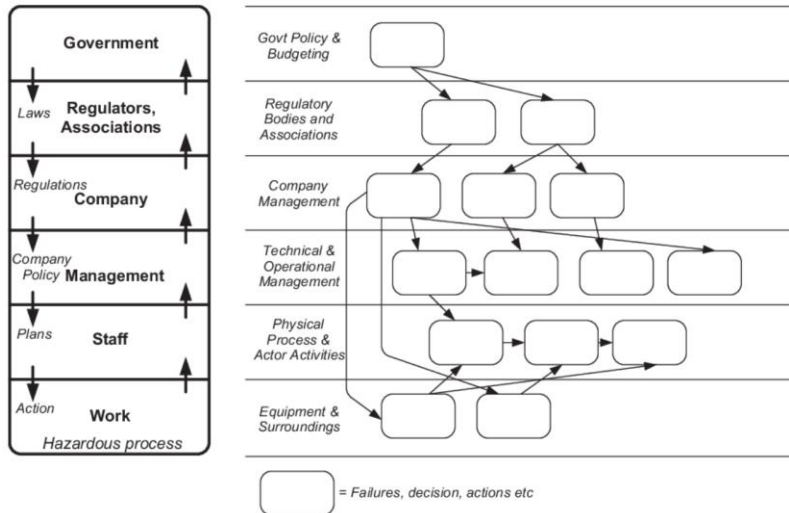 Government
Laws
Regulators,
Associations
Regulations
Company
Company
Policy
Management
Plans
Staff
Action
Work
Hazardous process
Govt Policy &
Budgeting
Regulatory
Bodies and
Associations
Company
Management
Technical &
Operational
Management
Physical
Process &
Actor Activities
Equipment &
Surroundings
= Failures, decision, actions etc